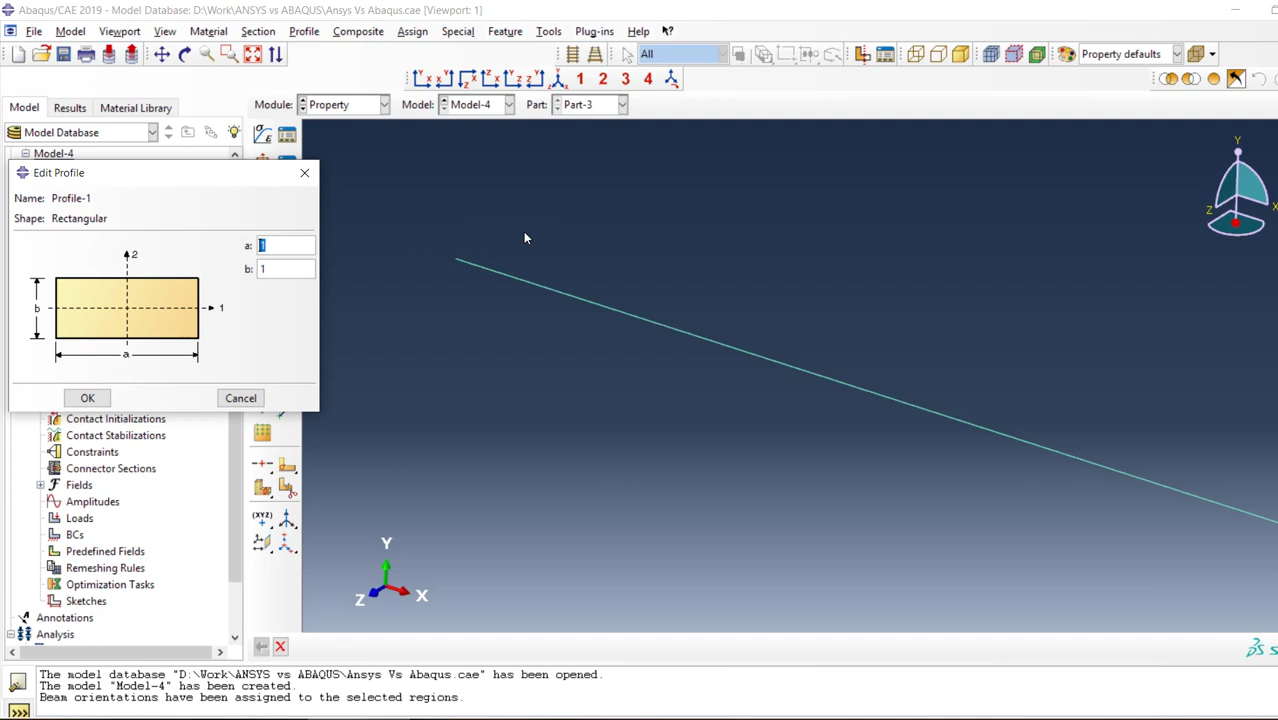 Abaqus/CAE 2019 - Model Database: D:\Work\ANSYS vs ABAQUS\Ansys Vs Abaqus.cae [Viewport: 1]
File Model Viewport View Material Section Profile Composite Assign Special Feature Tools Plug-ins Help
All
Property defaults
1 2 3 4
Model Results Material Library
Module: Property Model: Model-4 Part: Part-3
Model Database
Model-4
Edit Profile
Name: Profile-1
Shape: Rectangular
a: 1
b: 1
2
1
b
a
OK Cancel
Contact Initializations
Contact Stabilizations
Constraints
Connector Sections
Fields
Amplitudes
Loads
BCs
Predefined Fields
Remeshing Rules
Optimization Tasks
Sketches
Annotations
Analysis
(XYZ)
Y
Z
X
Y
Z
X
The model database "D:\Work\ANSYS vs ABAQUS\Ansys Vs Abaqus.cae" has been opened.
The model "Model-4" has been created.
Beam orientations have been assigned to the selected regions.
>>>